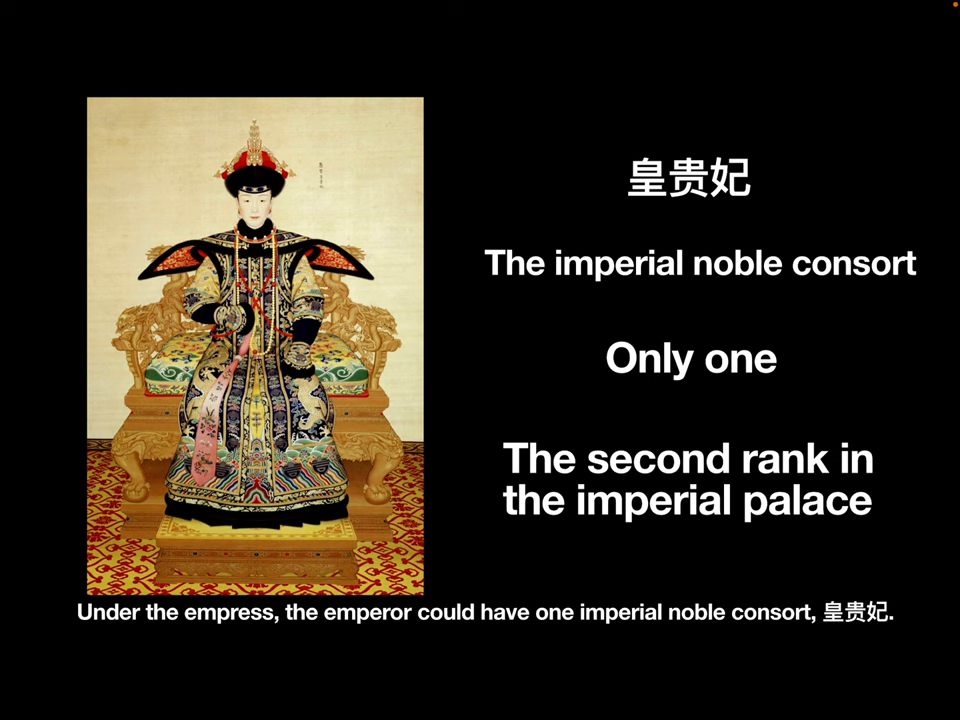 皇贵妃
The imperial noble consort
Only one
The second rank in
the imperial palace
Under the empress, the emperor could have one imperial noble consort, 皇贵妃.